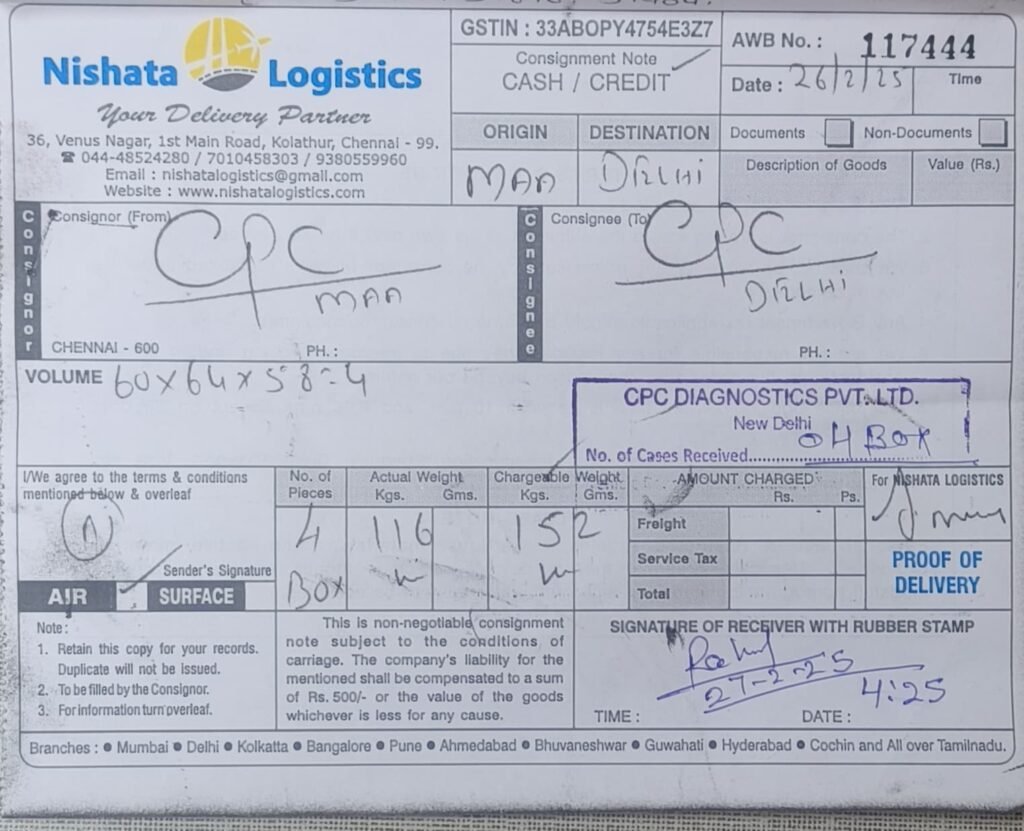 Nishata Logistics
Your Delivery Partner
36, Venus Nagar, 1st Main Road, Kolathur, Chennai - 99.
☎ 044-48524280 / 7010458303 / 9380559960
Email : nishatalogistics@gmail.com
Website : www.nishatalogistics.com
GSTIN : 33ABOPY4754E3Z7
Consignment Note
CASH / CREDIT
AWB No. : 117444
Date : 26/2/25
Time
ORIGIN
DESTINATION
Documents
Non-Documents
MAA
DELHI
Description of Goods
Value (Rs.)
Consignor
Consignor (From)
CPC
MAA
CHENNAI - 600
PH. :
Consignee
Consignee (To)
CPC
DELHI
PH. :
VOLUME 60x64x58=4
CPC DIAGNOSTICS PVT. LTD.
New Delhi
No. of Cases Received.......... 04 BOX
I/We agree to the terms & conditions
mentioned below & overleaf
N
Sender's Signature
AIR
SURFACE
No. of Pieces
Actual Weight
Kgs. Gms.
Chargeable Weight
Kgs. Gms.
4 116 152
BOX
AMOUNT CHARGED
Rs. Ps.
Freight
Service Tax
Total
For NISHATA LOGISTICS
PROOF OF
DELIVERY
Note :
1. Retain this copy for your records.
Duplicate will not be issued.
2. To be filled by the Consignor.
3. For information turn overleaf.
This is non-negotiable consignment
note subject to the conditions of
carriage. The company's liability for the
mentioned shall be compensated to a sum
of Rs. 500/- or the value of the goods
whichever is less for any cause.
SIGNATURE OF RECEIVER WITH RUBBER STAMP
27-2-25
4:25
TIME :
DATE :
Branches : ● Mumbai ● Delhi ● Kolkatta ● Bangalore ● Pune ● Ahmedabad ● Bhuvaneshwar ● Guwahati ● Hyderabad ● Cochin and All over Tamilnadu.